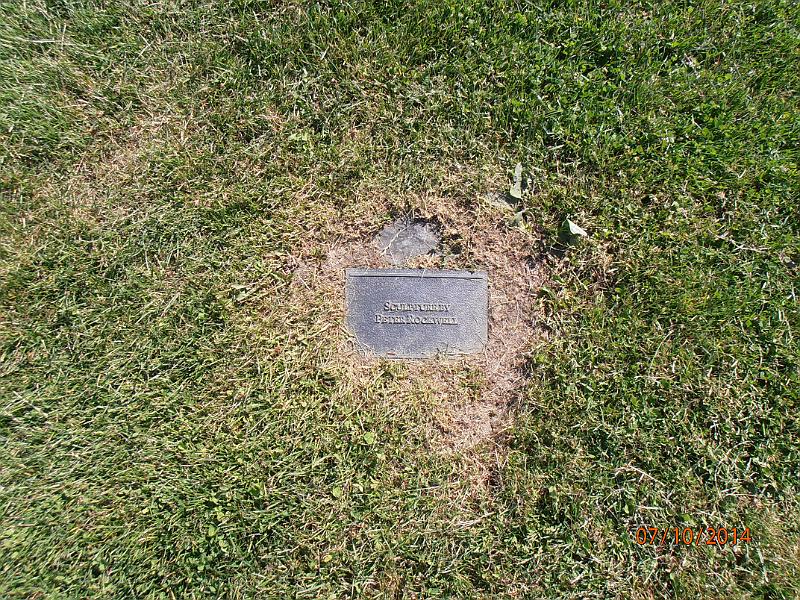 SCULPTURE BY
PETER ROCKWELL
07/10/2014